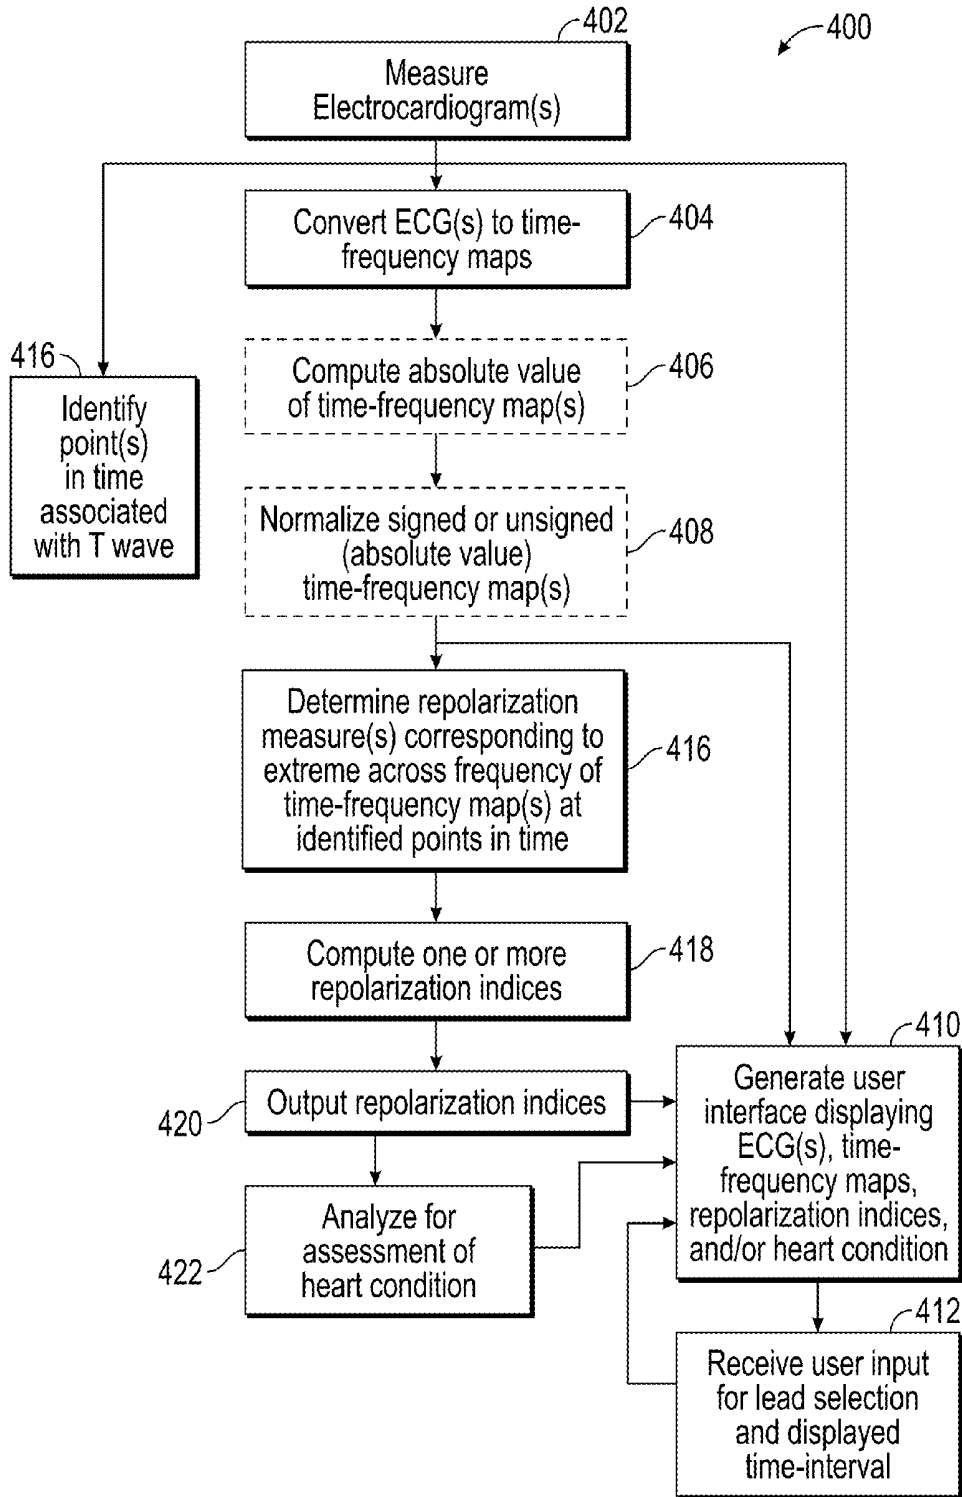 402
400
Measure
Electrocardiogram(s)
Convert ECG(s) to time-
frequency maps
404
416
Identify
point(s)
in time
associated
with T wave
Compute absolute value
of time-frequency map(s)
406
Normalize signed or unsigned
(absolute value)
time-frequency map(s)
408
Determine repolarization
measure(s) corresponding to
extreme across frequency of
time-frequency map(s) at
identified points in time
416
Compute one or more
repolarization indices
418
Output repolarization indices
420
Analyze for
assessment of
heart condition
422
410
Generate user
interface displaying
ECG(s), time-
frequency maps,
repolarization indices,
and/or heart condition
412
Receive user input
for lead selection
and displayed
time-interval